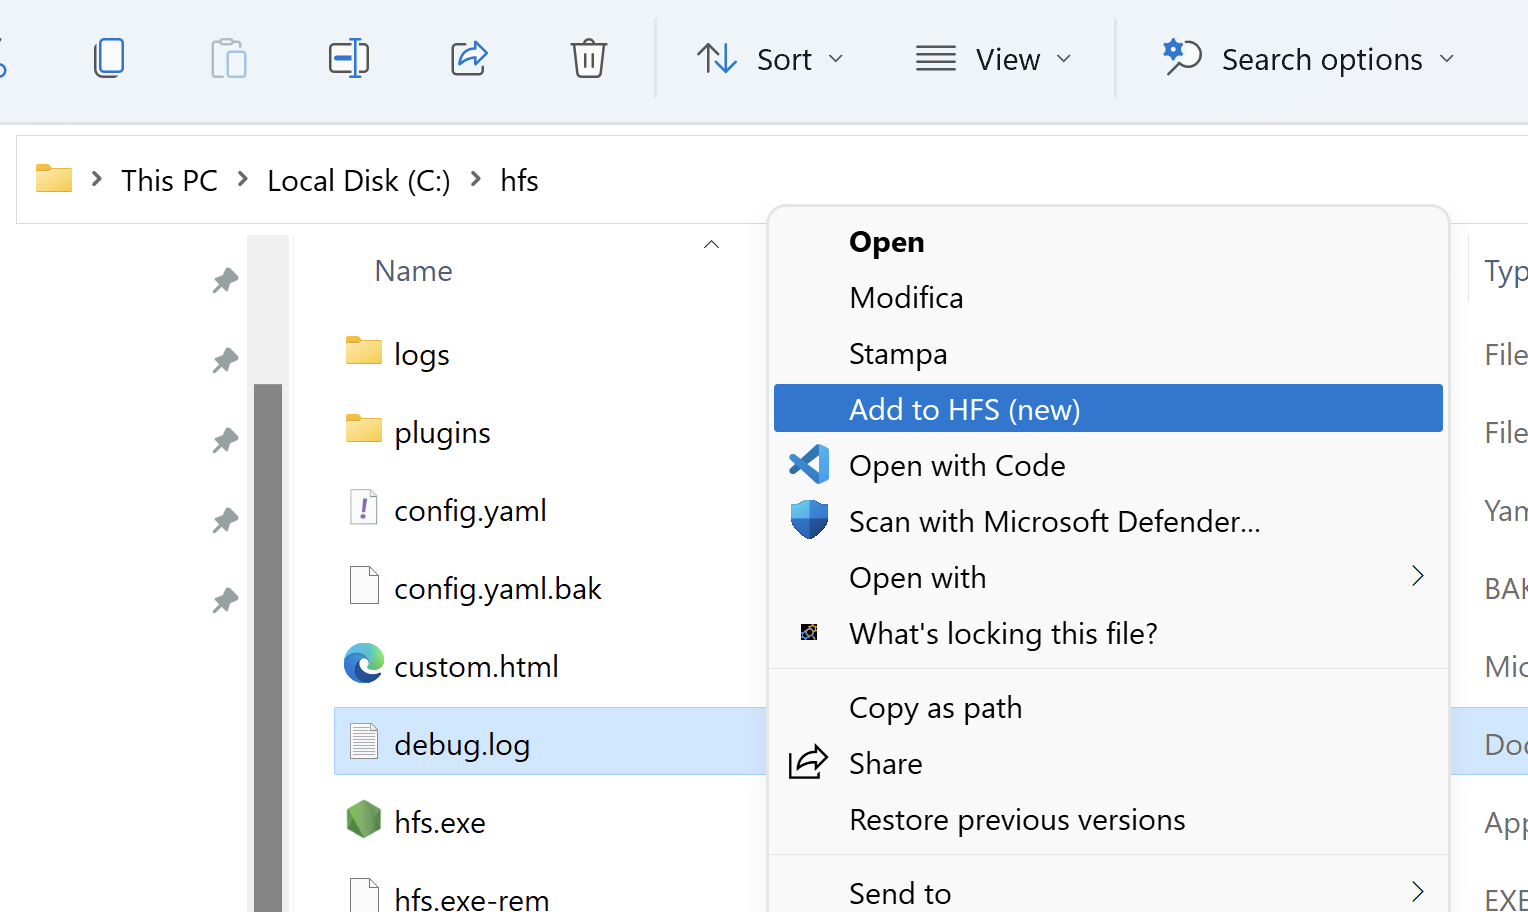 Sort
View
Search options
This PC
Local Disk (C:)
hfs
Name
Typ
logs
File
plugins
File
config.yaml
Yam
config.yaml.bak
BAK
custom.html
Mic
debug.log
Doc
hfs.exe
App
hfs.exe-rem
EXE
Open
Modifica
Stampa
Add to HFS (new)
Open with Code
Scan with Microsoft Defender...
Open with
What's locking this file?
Copy as path
Share
Restore previous versions
Send to